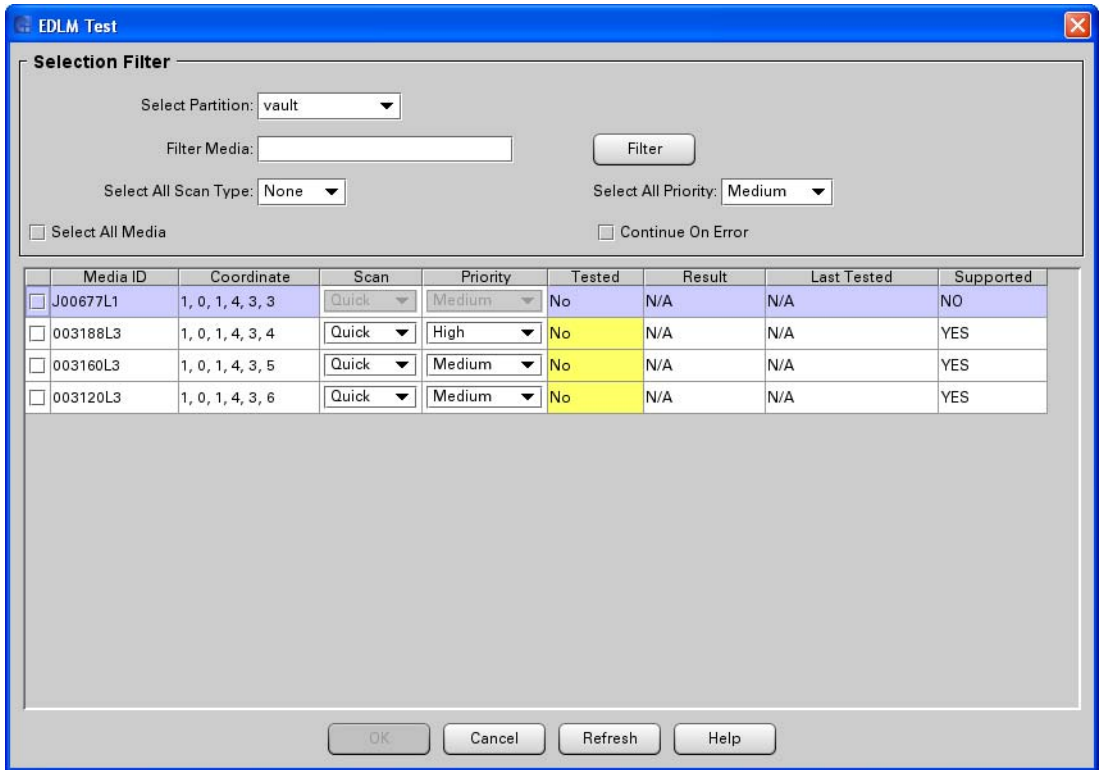 EDLM Test
Selection Filter
Select Partition: vault
Filter Media: Filter
Select All Scan Type: None Select All Priority: Medium
Select All Media Continue On Error
Media ID Coordinate Scan Priority Tested Result Last Tested Supported
J00677L1 1, 0, 1, 4, 3, 3 Quick Medium No N/A N/A NO
003188L3 1, 0, 1, 4, 3, 4 Quick High No N/A N/A YES
003160L3 1, 0, 1, 4, 3, 5 Quick Medium No N/A N/A YES
003120L3 1, 0, 1, 4, 3, 6 Quick Medium No N/A N/A YES
OK Cancel Refresh Help